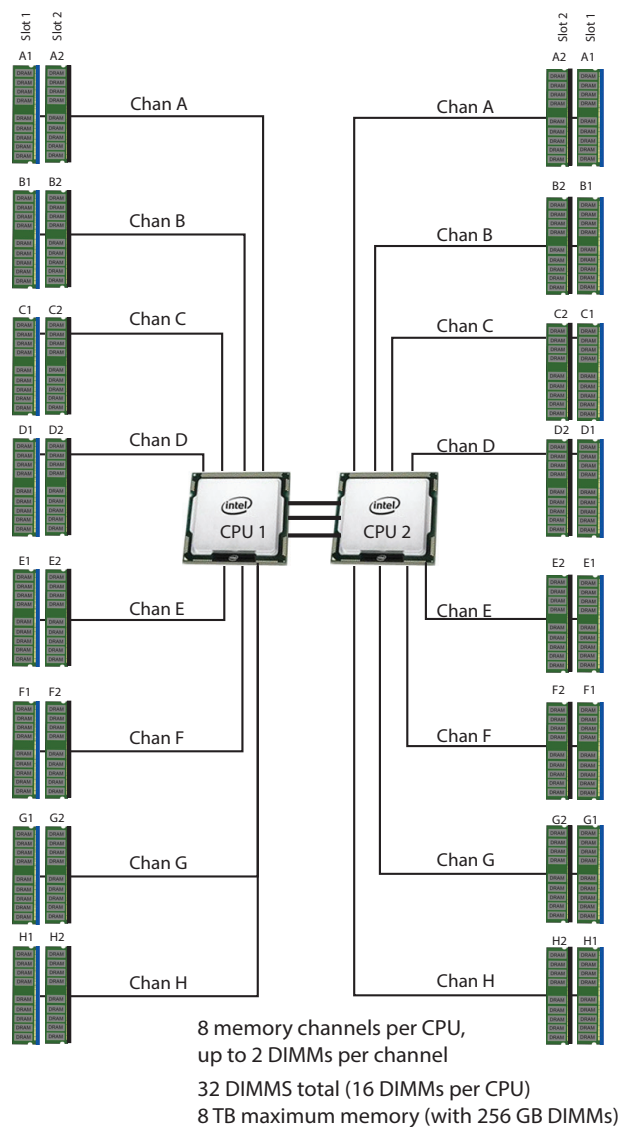 Slot 1
Slot 2
Slot 2
Slot 1
A1 A2
Chan A
Chan A
A2 A1
B1 B2
Chan B
Chan B
B2 B1
C1 C2
Chan C
Chan C
C2 C1
D1 D2
Chan D
Chan D
D2 D1
intel
CPU 1
intel
CPU 2
E1 E2
Chan E
Chan E
E2 E1
F1 F2
Chan F
Chan F
F2 F1
G1 G2
Chan G
Chan G
G2 G1
H1 H2
Chan H
Chan H
H2 H1
DRAM
8 memory channels per CPU,
up to 2 DIMMs per channel
32 DIMMS total (16 DIMMs per CPU)
8 TB maximum memory (with 256 GB DIMMs)